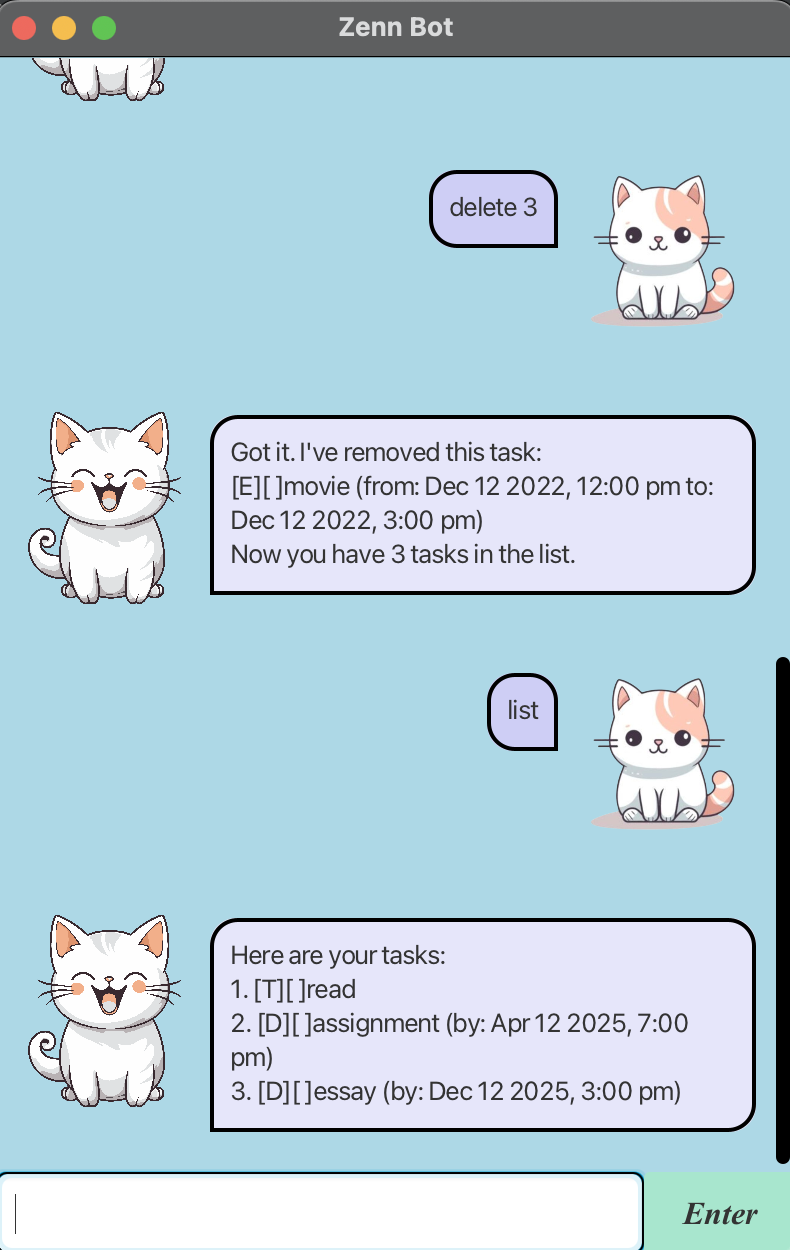 Zenn Bot
delete 3
Got it. I've removed this task:
[E][ ]movie (from: Dec 12 2022, 12:00 pm to:
Dec 12 2022, 3:00 pm)
Now you have 3 tasks in the list.
list
Here are your tasks:
1. [T][ ]read
2. [D][ ]assignment (by: Apr 12 2025, 7:00
pm)
3. [D][ ]essay (by: Dec 12 2025, 3:00 pm)
Enter